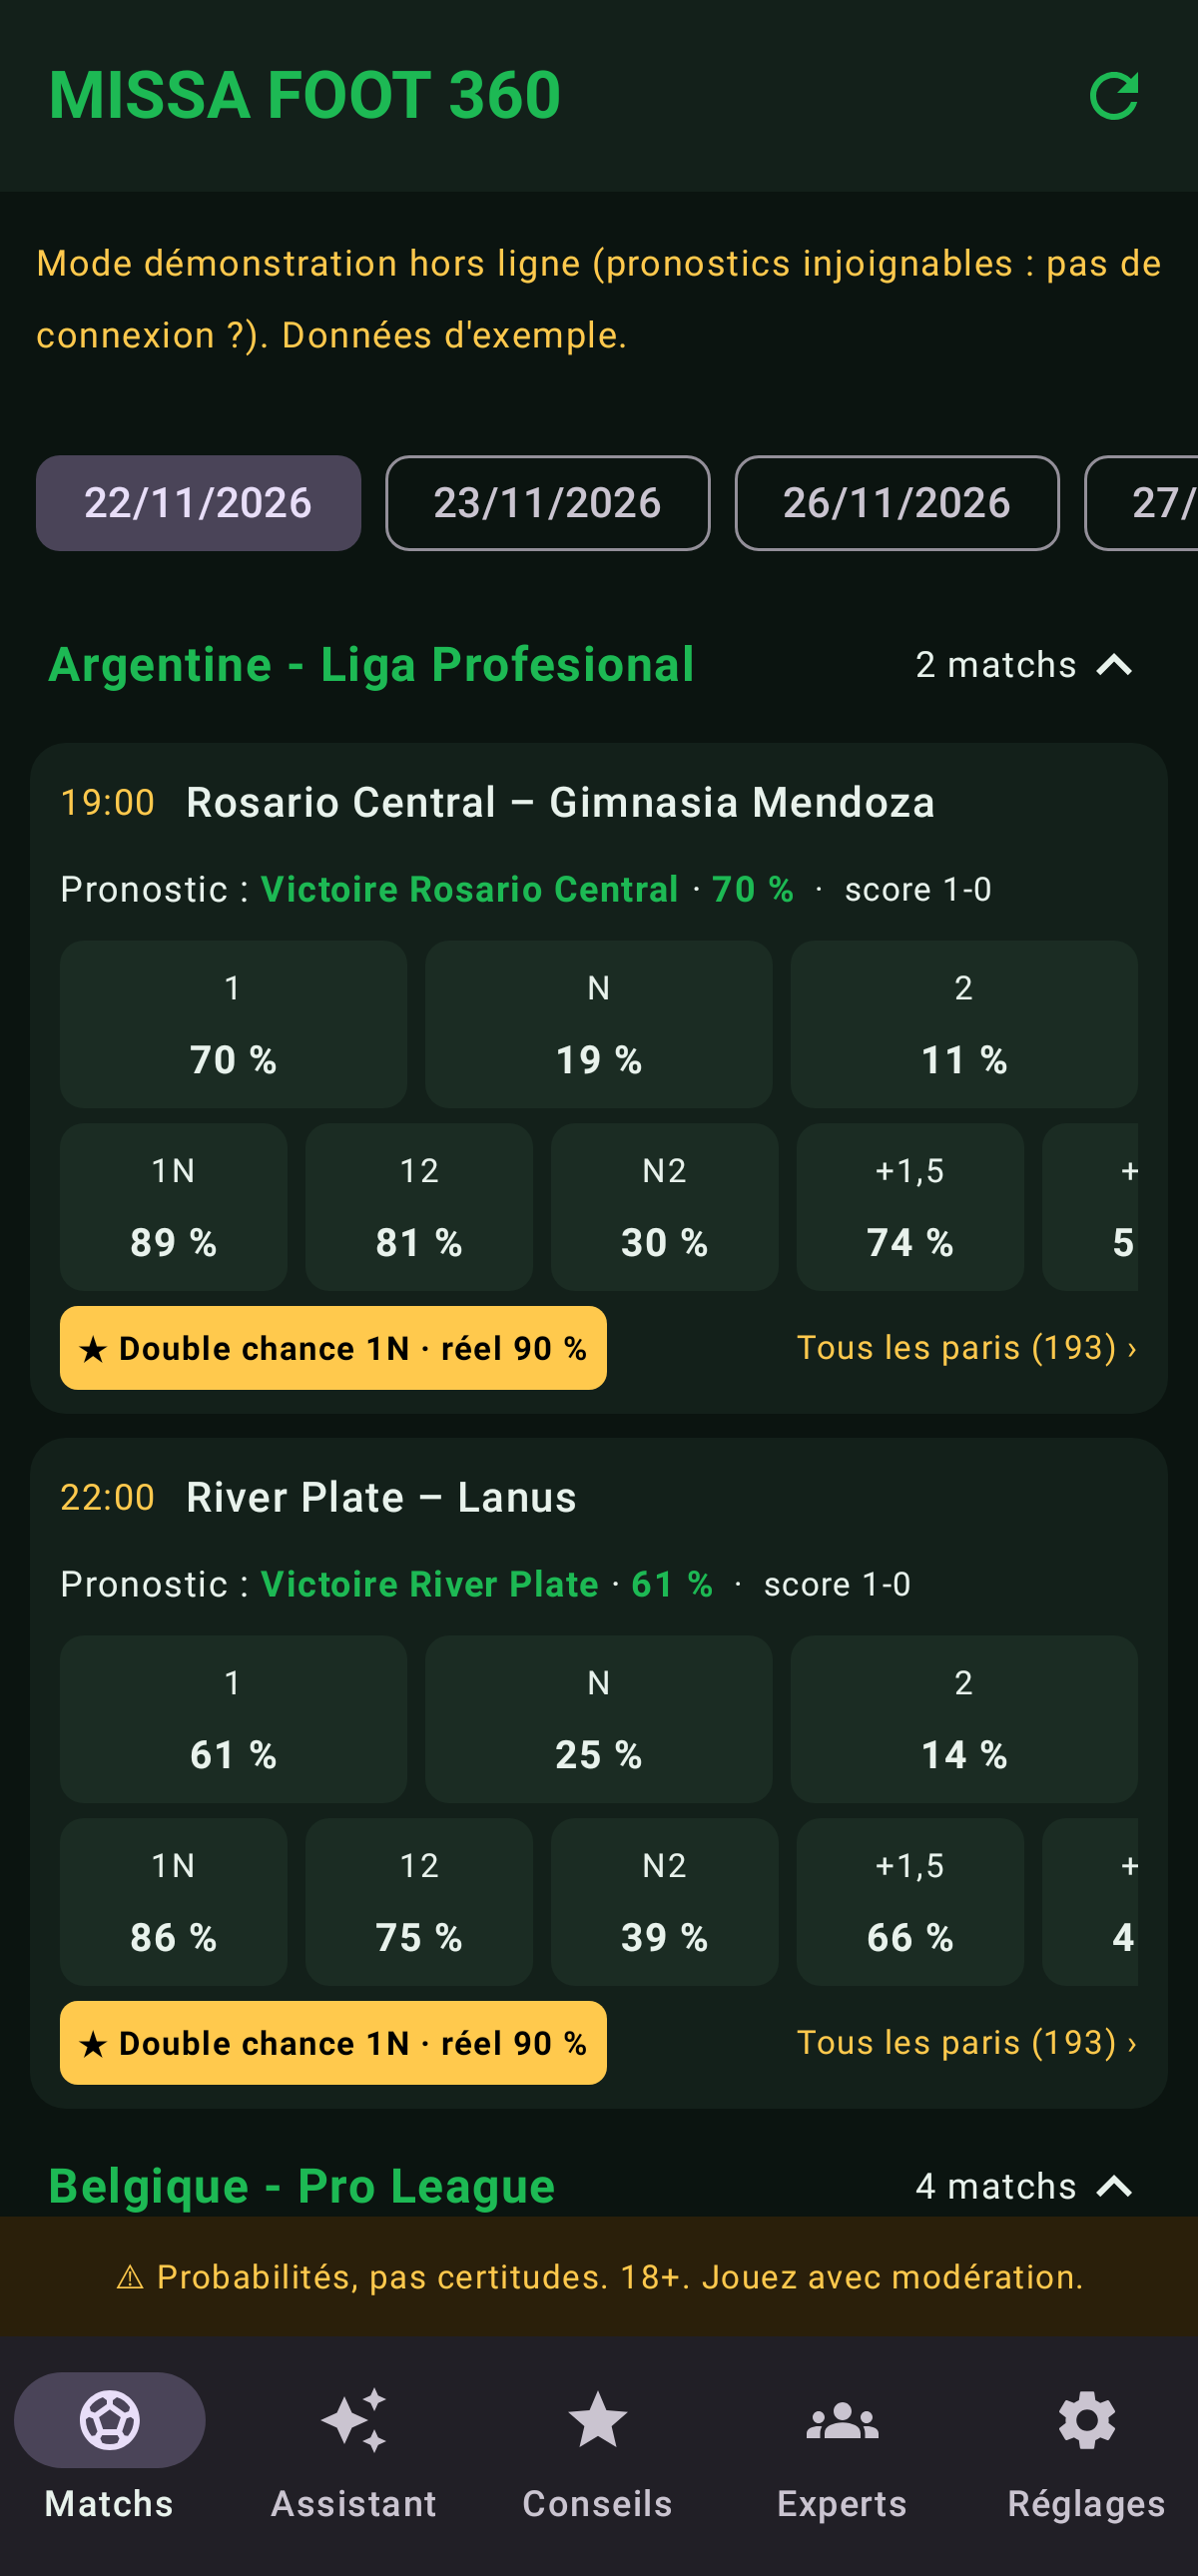 MISSA FOOT 360
Mode démonstration hors ligne (pronostics injoignables : pas de
connexion ?). Données d'exemple.
22/11/2026 23/11/2026 26/11/2026 27/
Argentine - Liga Profesional 2 matchs
19:00 Rosario Central – Gimnasia Mendoza
Pronostic : Victoire Rosario Central · 70 % · score 1-0
1 N 2
70 % 19 % 11 %
1N 12 N2 +1,5 +
89 % 81 % 30 % 74 % 5
★ Double chance 1N · réel 90 % Tous les paris (193) ›
22:00 River Plate – Lanus
Pronostic : Victoire River Plate · 61 % · score 1-0
1 N 2
61 % 25 % 14 %
1N 12 N2 +1,5 +
86 % 75 % 39 % 66 % 4
★ Double chance 1N · réel 90 % Tous les paris (193) ›
Belgique - Pro League 4 matchs
⚠ Probabilités, pas certitudes. 18+. Jouez avec modération.
Matchs Assistant Conseils Experts Réglages